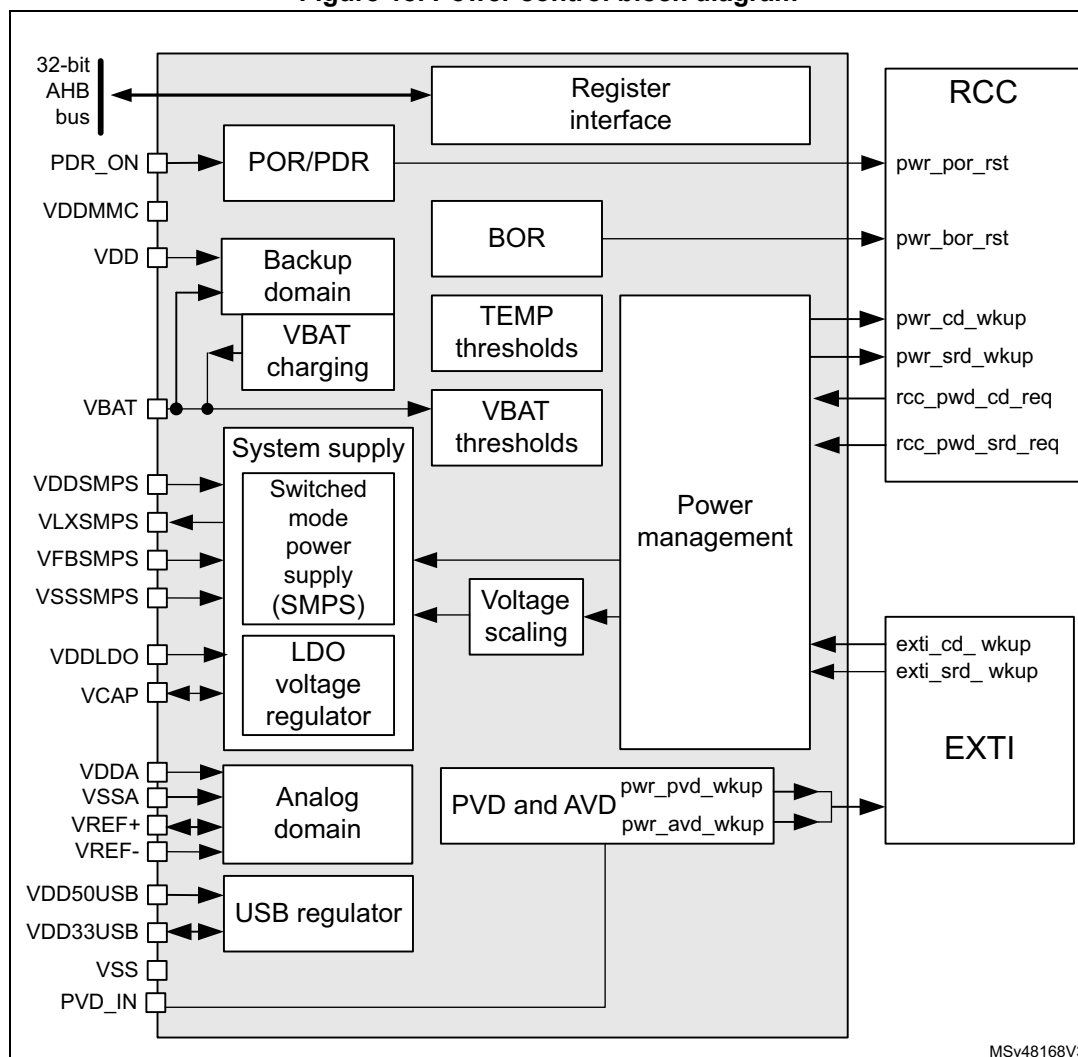 32-bit
AHB
bus
Register
interface
RCC
PDR_ON
POR/PDR
pwr_por_rst
VDDMMC
BOR
pwr_bor_rst
VDD
Backup
domain
TEMP
thresholds
pwr_cd_wkup
VBAT
charging
pwr_srd_wkup
VBAT
VBAT
thresholds
rcc_pwd_cd_req
rcc_pwd_srd_req
System supply
VDDSMPS
VLXSMPS
VFBSMPS
VSSSMPS
Switched
mode
power
supply
(SMPS)
Power
management
Voltage
scaling
VDDLDO
VCAP
LDO
voltage
regulator
exti_cd_ wkup
exti_srd_ wkup
EXTI
VDDA
VSSA
VREF+
VREF-
Analog
domain
PVD and AVD
pwr_pvd_wkup
pwr_avd_wkup
VDD50USB
VDD33USB
USB regulator
VSS
PVD_IN